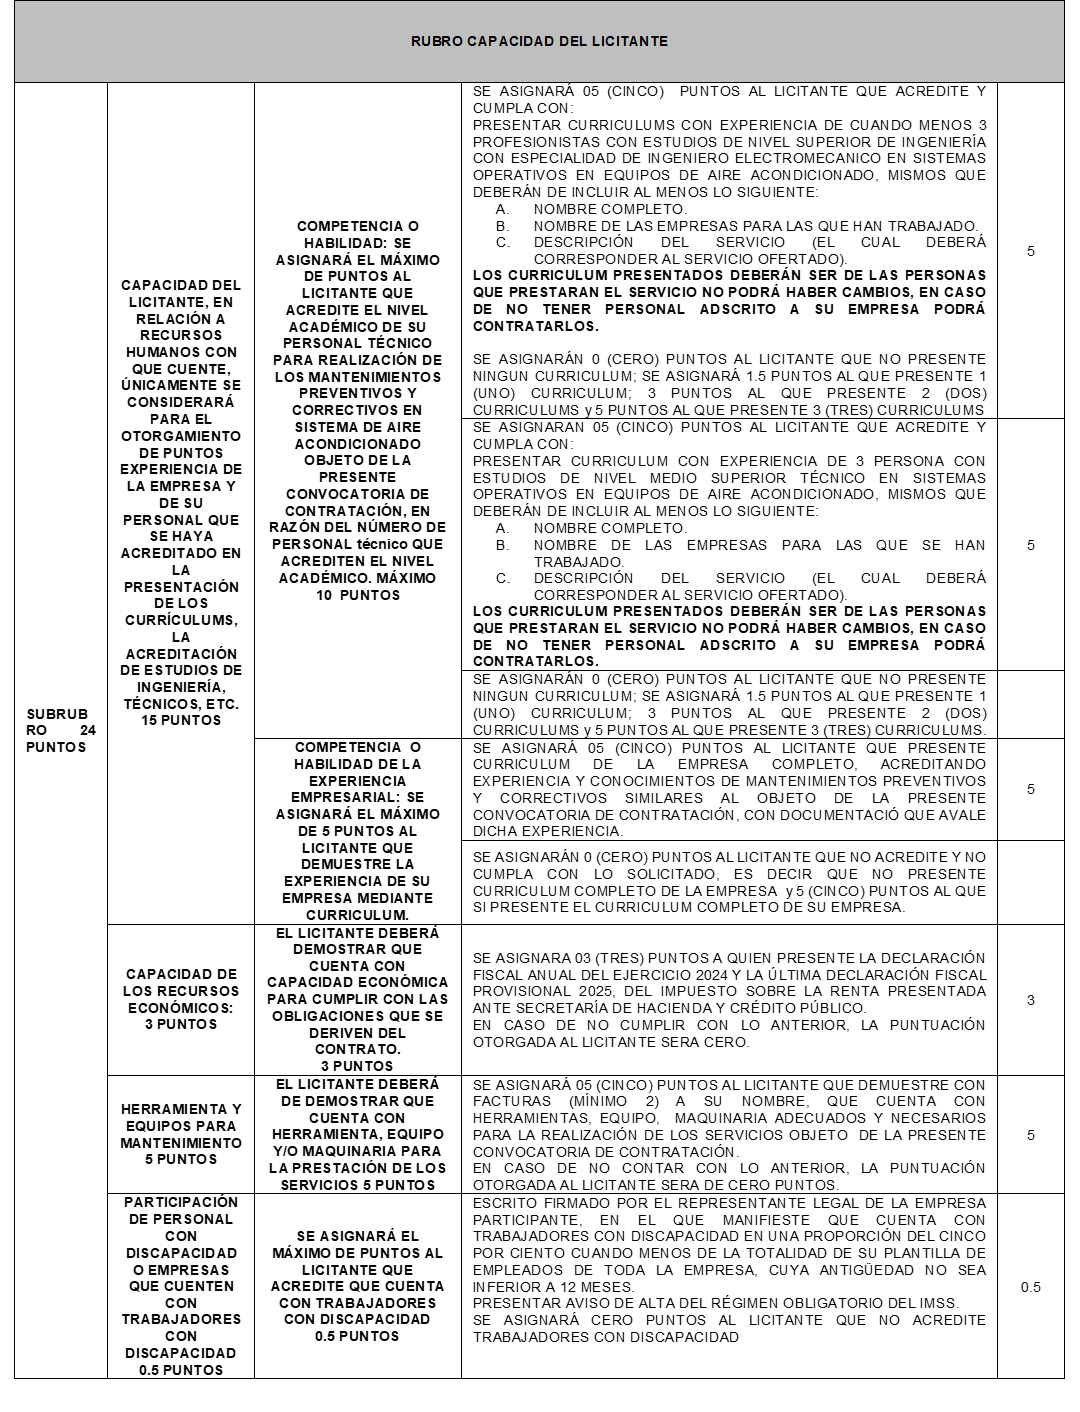 RUBRO CAPACIDAD DEL LICITANTE
SUBRUB
RO 24
PUNTOS
CAPACIDAD DEL
LICITANTE, EN
RELACIÓN A
RECURSOS
HUMANOS CON
QUE CUENTE,
ÚNICAMENTE SE
CONSIDERARÁ
PARA EL
OTORGAMIENTO
DE PUNTOS
EXPERIENCIA DE
LA EMPRESA Y
DE SU
PERSONAL QUE
SE HAYA
ACREDITADO EN
LA
PRESENTACIÓN
DE LOS
CURRÍCULUMS,
LA
ACREDITACIÓN
DE ESTUDIOS DE
INGENIERÍA,
TÉCNICOS, ETC.
15 PUNTOS
COMPETENCIA O
HABILIDAD: SE
ASIGNARÁ EL MÁXIMO
DE PUNTOS AL
LICITANTE QUE
ACREDITE EL NIVEL
ACADÉMICO DE SU
PERSONAL TÉCNICO
PARA REALIZACIÓN DE
LOS MANTENIMIENTOS
PREVENTIVOS Y
CORRECTIVOS EN
SISTEMA DE AIRE
ACONDICIONADO
OBJETO DE LA
PRESENTE
CONVOCATORIA DE
CONTRATACIÓN, EN
RAZÓN DEL NÚMERO DE
PERSONAL técnico QUE
ACREDITEN EL NIVEL
ACADÉMICO. MÁXIMO
10 PUNTOS
SE ASIGNARÁ 05 (CINCO) PUNTOS AL LICITANTE QUE ACREDITE Y
CUMPLA CON:
PRESENTAR CURRICULUMS CON EXPERIENCIA DE CUANDO MENOS 3
PROFESIONISTAS CON ESTUDIOS DE NIVEL SUPERIOR DE INGENIERÍA
CON ESPECIALIDAD DE INGENIERO ELECTROMECANICO EN SISTEMAS
OPERATIVOS EN EQUIPOS DE AIRE ACONDICIONADO, MISMOS QUE
DEBERÁN DE INCLUIR AL MENOS LO SIGUIENTE:
A. NOMBRE COMPLETO.
B. NOMBRE DE LAS EMPRESAS PARA LAS QUE HAN TRABAJADO.
C. DESCRIPCIÓN DEL SERVICIO (EL CUAL DEBERÁ
CORRESPONDER AL SERVICIO OFERTADO).
LOS CURRICULUM PRESENTADOS DEBERÁN SER DE LAS PERSONAS
QUE PRESTARAN EL SERVICIO NO PODRÁ HABER CAMBIOS, EN CASO
DE NO TENER PERSONAL ADSCRITO A SU EMPRESA PODRÁ
CONTRATARLOS.
SE ASIGNARÁN 0 (CERO) PUNTOS AL LICITANTE QUE NO PRESENTE
NINGUN CURRICULUM; SE ASIGNARÁ 1.5 PUNTOS AL QUE PRESENTE 1
(UNO) CURRICULUM; 3 PUNTOS AL QUE PRESENTE 2 (DOS)
CURRICULUMS y 5 PUNTOS AL QUE PRESENTE 3 (TRES) CURRICULUMS
5
SE ASIGNARAN 05 (CINCO) PUNTOS AL LICITANTE QUE ACREDITE Y
CUMPLA CON:
PRESENTAR CURRICULUM CON EXPERIENCIA DE 3 PERSONA CON
ESTUDIOS DE NIVEL MEDIO SUPERIOR TÉCNICO EN SISTEMAS
OPERATIVOS EN EQUIPOS DE AIRE ACONDICIONADO, MISMOS QUE
DEBERÁN DE INCLUIR AL MENOS LO SIGUIENTE:
A. NOMBRE COMPLETO.
B. NOMBRE DE LAS EMPRESAS PARA LAS QUE SE HAN
TRABAJADO.
C. DESCRIPCIÓN DEL SERVICIO (EL CUAL DEBERÁ
CORRESPONDER AL SERVICIO OFERTADO).
LOS CURRICULUM PRESENTADOS DEBERÁN SER DE LAS PERSONAS
QUE PRESTARAN EL SERVICIO NO PODRÁ HABER CAMBIOS, EN CASO
DE NO TENER PERSONAL ADSCRITO A SU EMPRESA PODRÁ
CONTRATARLOS.
5
SE ASIGNARÁN 0 (CERO) PUNTOS AL LICITANTE QUE NO PRESENTE
NINGUN CURRICULUM; SE ASIGNARÁ 1.5 PUNTOS AL QUE PRESENTE 1
(UNO) CURRICULUM; 3 PUNTOS AL QUE PRESENTE 2 (DOS)
CURRICULUMS y 5 PUNTOS AL QUE PRESENTE 3 (TRES) CURRICULUMS.
COMPETENCIA O
HABILIDAD DE LA
EXPERIENCIA
EMPRESARIAL: SE
ASIGNARÁ EL MÁXIMO
DE 5 PUNTOS AL
LICITANTE QUE
DEMUESTRE LA
EXPERIENCIA DE SU
EMPRESA MEDIANTE
CURRICULUM.
SE ASIGNARÁ 05 (CINCO) PUNTOS AL LICITANTE QUE PRESENTE
CURRICULUM DE LA EMPRESA COMPLETO, ACREDITANDO
EXPERIENCIA Y CONOCIMIENTOS DE MANTENIMIENTOS PREVENTIVOS
Y CORRECTIVOS SIMILARES AL OBJETO DE LA PRESENTE
CONVOCATORIA DE CONTRATACIÓN, CON DOCUMENTACIÓ QUE AVALE
DICHA EXPERIENCIA.
5
SE ASIGNARÁN 0 (CERO) PUNTOS AL LICITANTE QUE NO ACREDITE Y NO
CUMPLA CON LO SOLICITADO, ES DECIR QUE NO PRESENTE
CURRICULUM COMPLETO DE LA EMPRESA y 5 (CINCO) PUNTOS AL QUE
SI PRESENTE EL CURRICULUM COMPLETO DE SU EMPRESA.
CAPACIDAD DE
LOS RECURSOS
ECONÓMICOS:
3 PUNTOS
EL LICITANTE DEBERÁ
DEMOSTRAR QUE
CUENTA CON
CAPACIDAD ECONÓMICA
PARA CUMPLIR CON LAS
OBLIGACIONES QUE SE
DERIVEN DEL
CONTRATO.
3 PUNTOS
SE ASIGNARA 03 (TRES) PUNTOS A QUIEN PRESENTE LA DECLARACIÓN
FISCAL ANUAL DEL EJERCICIO 2024 Y LA ÚLTIMA DECLARACIÓN FISCAL
PROVISIONAL 2025, DEL IMPUESTO SOBRE LA RENTA PRESENTADA
ANTE SECRETARÍA DE HACIENDA Y CRÉDITO PÚBLICO.
EN CASO DE NO CUMPLIR CON LO ANTERIOR, LA PUNTUACIÓN
OTORGADA AL LICITANTE SERA CERO.
3
HERRAMIENTA Y
EQUIPOS PARA
MANTENIMIENTO
5 PUNTOS
EL LICITANTE DEBERÁ
DE DEMOSTRAR QUE
CUENTA CON
HERRAMIENTA, EQUIPO
Y/O MAQUINARIA PARA
LA PRESTACIÓN DE LOS
SERVICIOS 5 PUNTOS
SE ASIGNARÁ 05 (CINCO) PUNTOS AL LICITANTE QUE DEMUESTRE CON
FACTURAS (MÍNIMO 2) A SU NOMBRE, QUE CUENTA CON
HERRAMIENTAS, EQUIPO, MAQUINARIA ADECUADOS Y NECESARIOS
PARA LA REALIZACIÓN DE LOS SERVICIOS OBJETO DE LA PRESENTE
CONVOCATORIA DE CONTRATACIÓN.
EN CASO DE NO CONTAR CON LO ANTERIOR, LA PUNTUACIÓN
OTORGADA AL LICITANTE SERA DE CERO PUNTOS.
5
PARTICIPACIÓN
DE PERSONAL
CON
DISCAPACIDAD
O EMPRESAS
QUE CUENTEN
CON
TRABAJADORES
CON
DISCAPACIDAD
0.5 PUNTOS
SE ASIGNARÁ EL
MÁXIMO DE PUNTOS AL
LICITANTE QUE
ACREDITE QUE CUENTA
CON TRABAJADORES
CON DISCAPACIDAD
0.5 PUNTOS
ESCRITO FIRMADO POR EL REPRESENTANTE LEGAL DE LA EMPRESA
PARTICIPANTE, EN EL QUE MANIFIESTE QUE CUENTA CON
TRABAJADORES CON DISCAPACIDAD EN UNA PROPORCIÓN DEL CINCO
POR CIENTO CUANDO MENOS DE LA TOTALIDAD DE SU PLANTILLA DE
EMPLEADOS DE TODA LA EMPRESA, CUYA ANTIGÜEDAD NO SEA
INFERIOR A 12 MESES.
PRESENTAR AVISO DE ALTA DEL RÉGIMEN OBLIGATORIO DEL IMSS.
SE ASIGNARÁ CERO PUNTOS AL LICITANTE QUE NO ACREDITE
TRABAJADORES CON DISCAPACIDAD
0.5